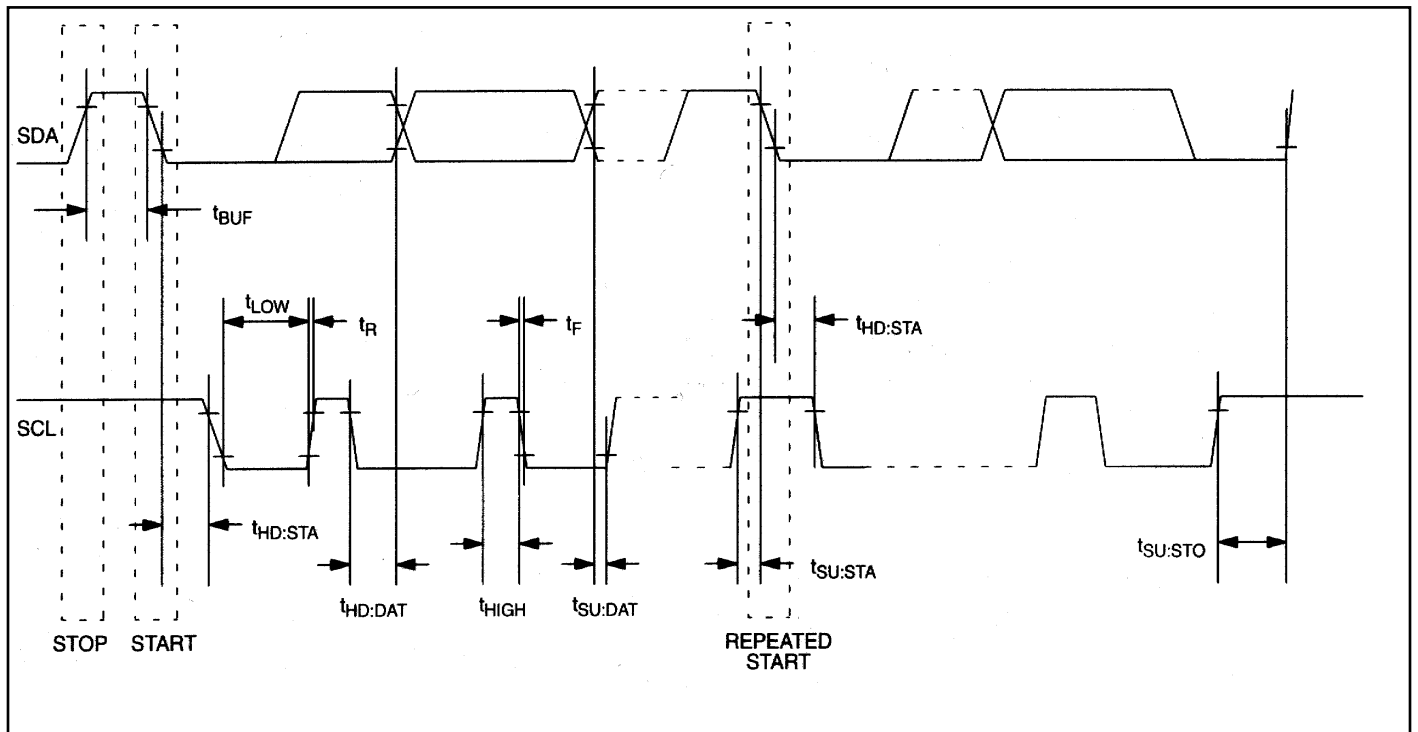 SDA
tBUF
tLOW
tR
tF
tHD:STA
SCL
tHD:STA
tSU:STA
tSU:STO
tHD:DAT
tHIGH
tSU:DAT
STOP
START
REPEATED
START